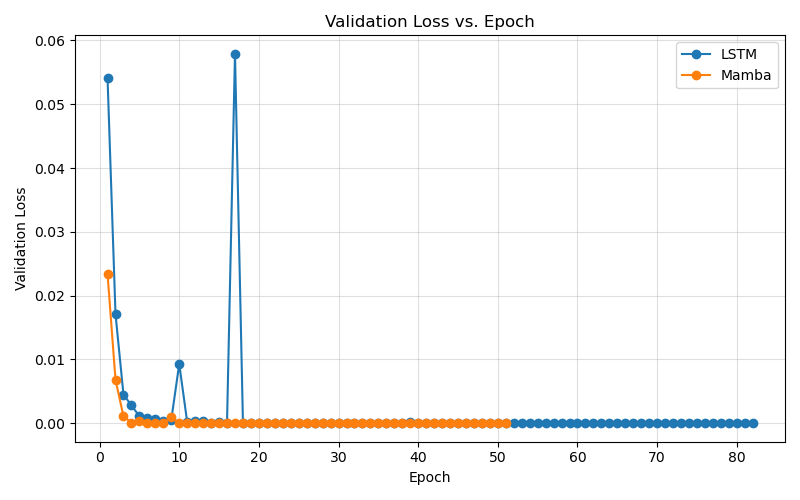 Validation Loss vs. Epoch
LSTM
Mamba
Validation Loss
0.06
0.05
0.04
0.03
0.02
0.01
0.00
0 10 20 30 40 50 60 70 80
Epoch